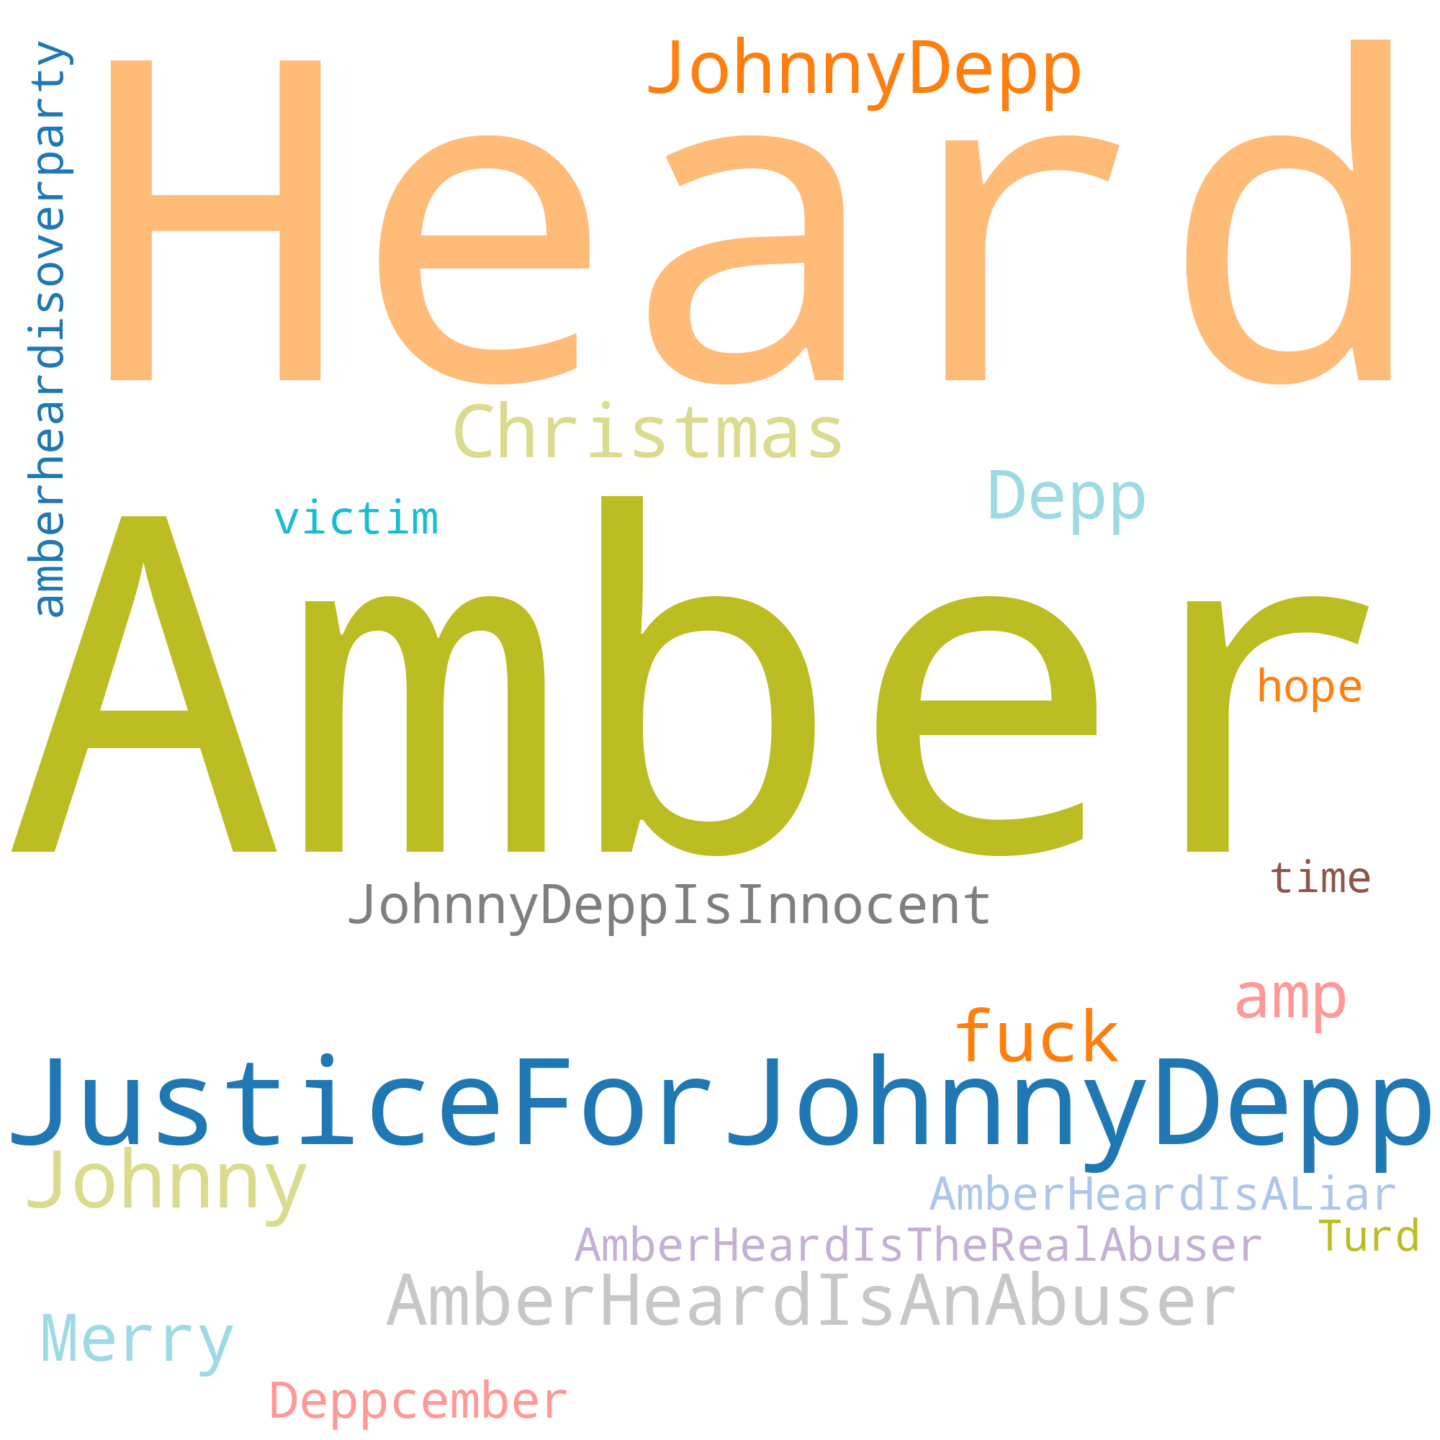 amberheardisoverparty
JohnnyDepp
Heard
Christmas
Depp
victim
Amber
hope
time
JohnnyDeppIsInnocent
amp
fuck
JusticeForJohnnyDepp
Johnny
AmberHeardIsALiar
Turd
AmberHeardIsTheRealAbuser
AmberHeardIsAnAbuser
Merry
Deppcember